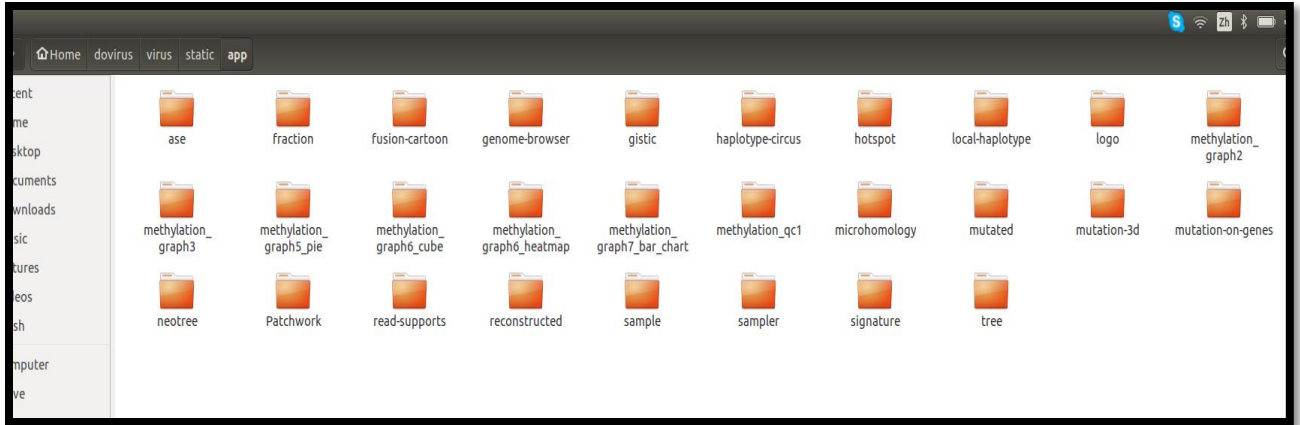 S Zh
Home dovirus virus static app
cent
me
sktop
cuments
wnloads
sic
tures
eos
sh
mputer
ve
ase fraction fusion-cartoon genome-browser gistic haplotype-circus hotspot local-haplotype logo methylation_
graph2
methylation_ methylation_ methylation_ methylation_ methylation_ methylation_qc1 microhomology mutated mutation-3d mutation-on-genes
graph3 graph5_pie graph6_cube graph6_heatmap graph7_bar_chart
neotree Patchwork read-supports reconstructed sample sampler signature tree